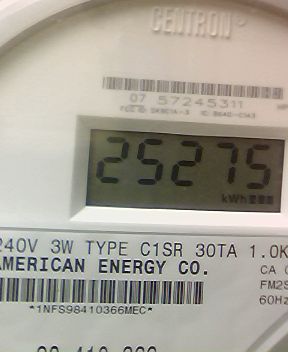 CENTRON®
07 57245311
25275
kWh
240V 3W TYPE C1SR 30TA 1.0K
AMERICAN ENERGY CO.
CA
FM2S
60Hz
*1NFS98410366MEC*